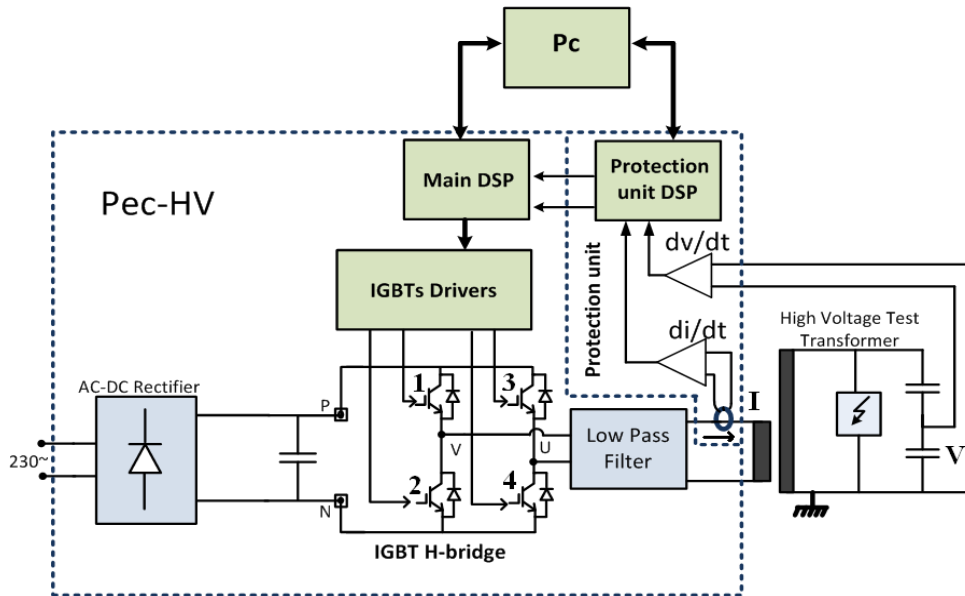 Pc
Main DSP
Protection
unit DSP
Pec-HV
dv/dt
IGBTs Drivers
Protection unit
di/dt
High Voltage Test
Transformer
AC-DC Rectifier
P
1
3
I
230~
V
U
Low Pass
Filter
V
2
4
N
IGBT H-bridge